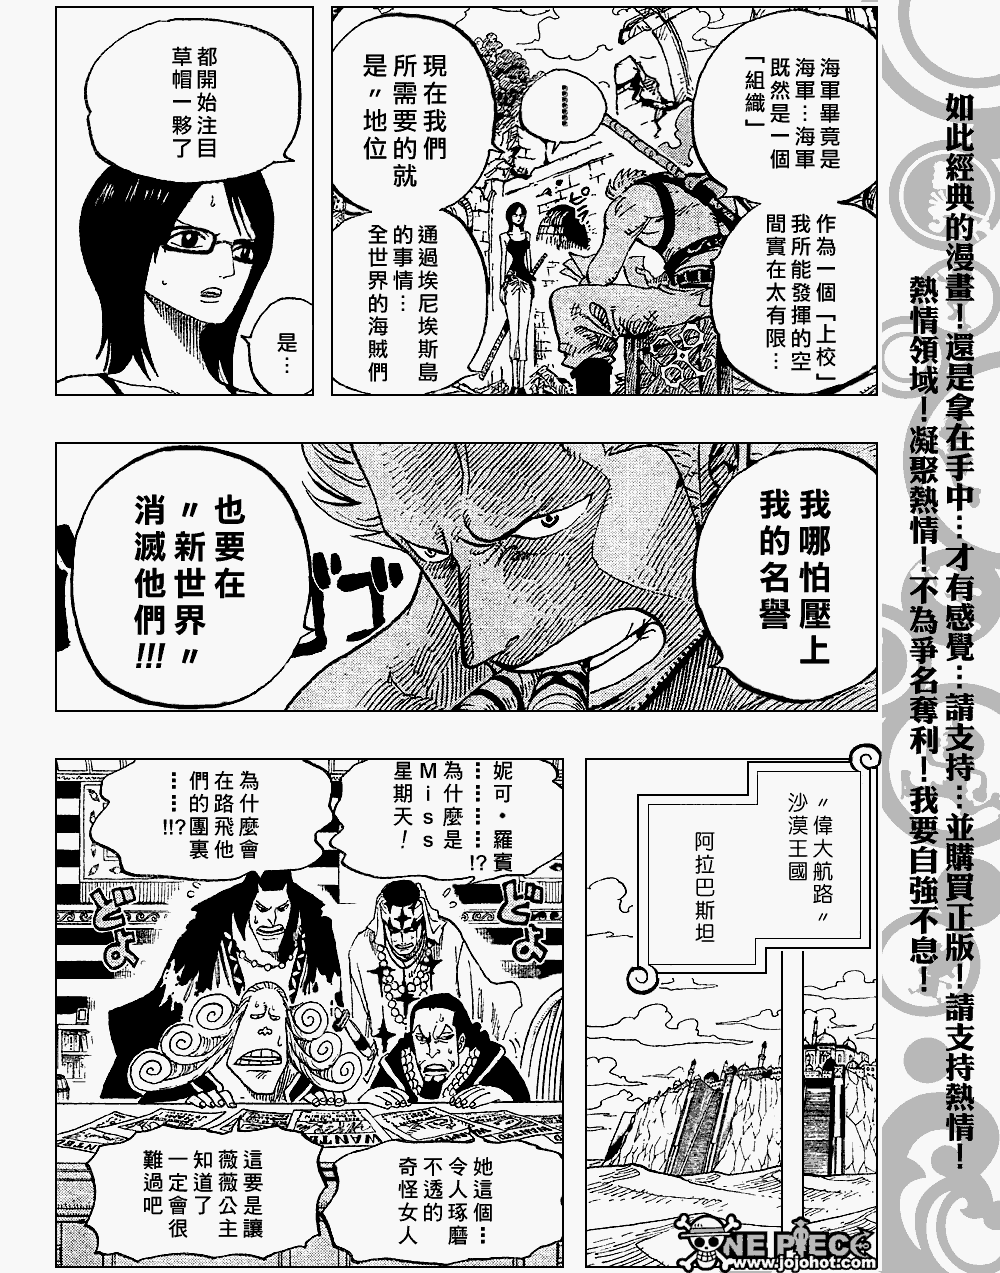 海軍畢竟是
海軍…海軍
既然是一個
「組織」
作為一個「上校」
我所能發揮的空
間實在太有限…
現在我們
所需要的就
是〃地位
通過埃尼埃斯島
的事情…
全世界的海賊們
都開始注目
草帽一夥了
是…
我哪怕壓上
我的名譽
也要在
〃新世界〃
消滅他們!!!
〃偉大航路〃
沙漠王國
阿拉巴斯坦
妮可・羅賓
…………!?
為什麼是
Miss
星期天!
為什麼會
在路飛他
們的團裏
……!!?
她這個…
令人琢磨
不透的
奇怪女人
這要是讓
薇薇公主
知道了
一定會很
難過吧
どよ
どよ
WANTED
ONE PIECE
www.jojohot.com
如此經典的漫畫！還是拿在手中…才有感覺…請支持…並購買正版！請支持熱情！
熱情領域！凝聚熱情！不為爭名奪利！我要自強不息！